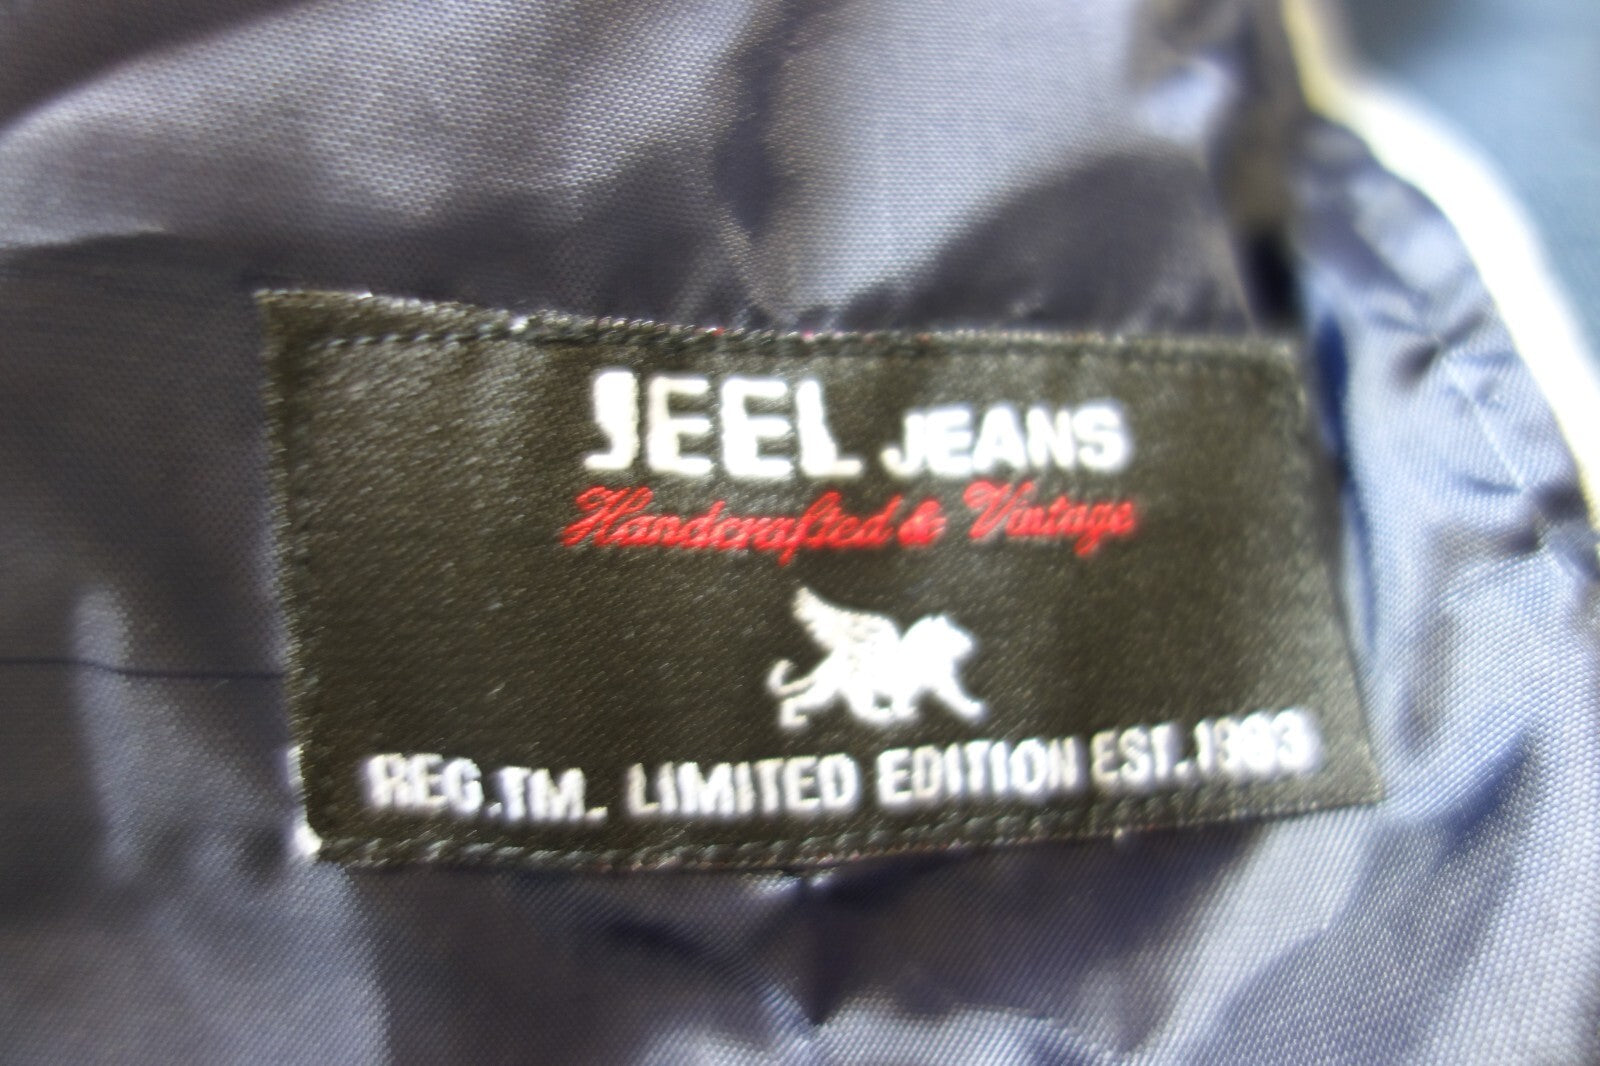 JEEL JEANS
Handcrafted & Vintage
REG.TM. LIMITED EDITION EST.